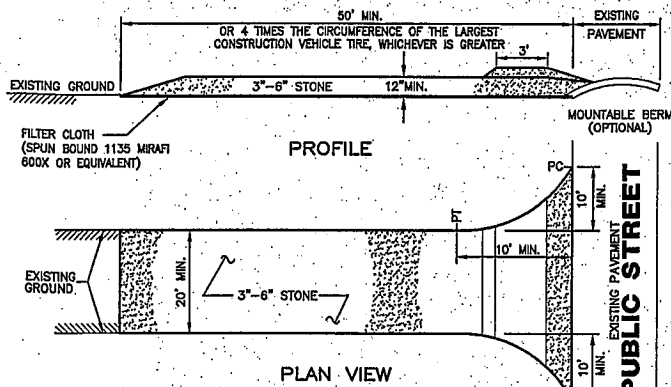 50' MIN.
OR 4 TIMES THE CIRCUMFERENCE OF THE LARGEST
CONSTRUCTION VEHICLE TIRE, WHICHEVER IS GREATER
EXISTING
PAVEMENT
3'
EXISTING GROUND
3"-6" STONE
12"MIN.
FILTER CLOTH
(SPUN BOUND 1135 MIRAFI
600X OR EQUIVALENT)
MOUNTABLE BERM
(OPTIONAL)
PROFILE
PC
10'
MIN.
PT
10' MIN.
EXISTING
GROUND
20' MIN.
3"-6" STONE
EXISTING PAVEMENT
PUBLIC STREET
10'
MIN.
PLAN VIEW